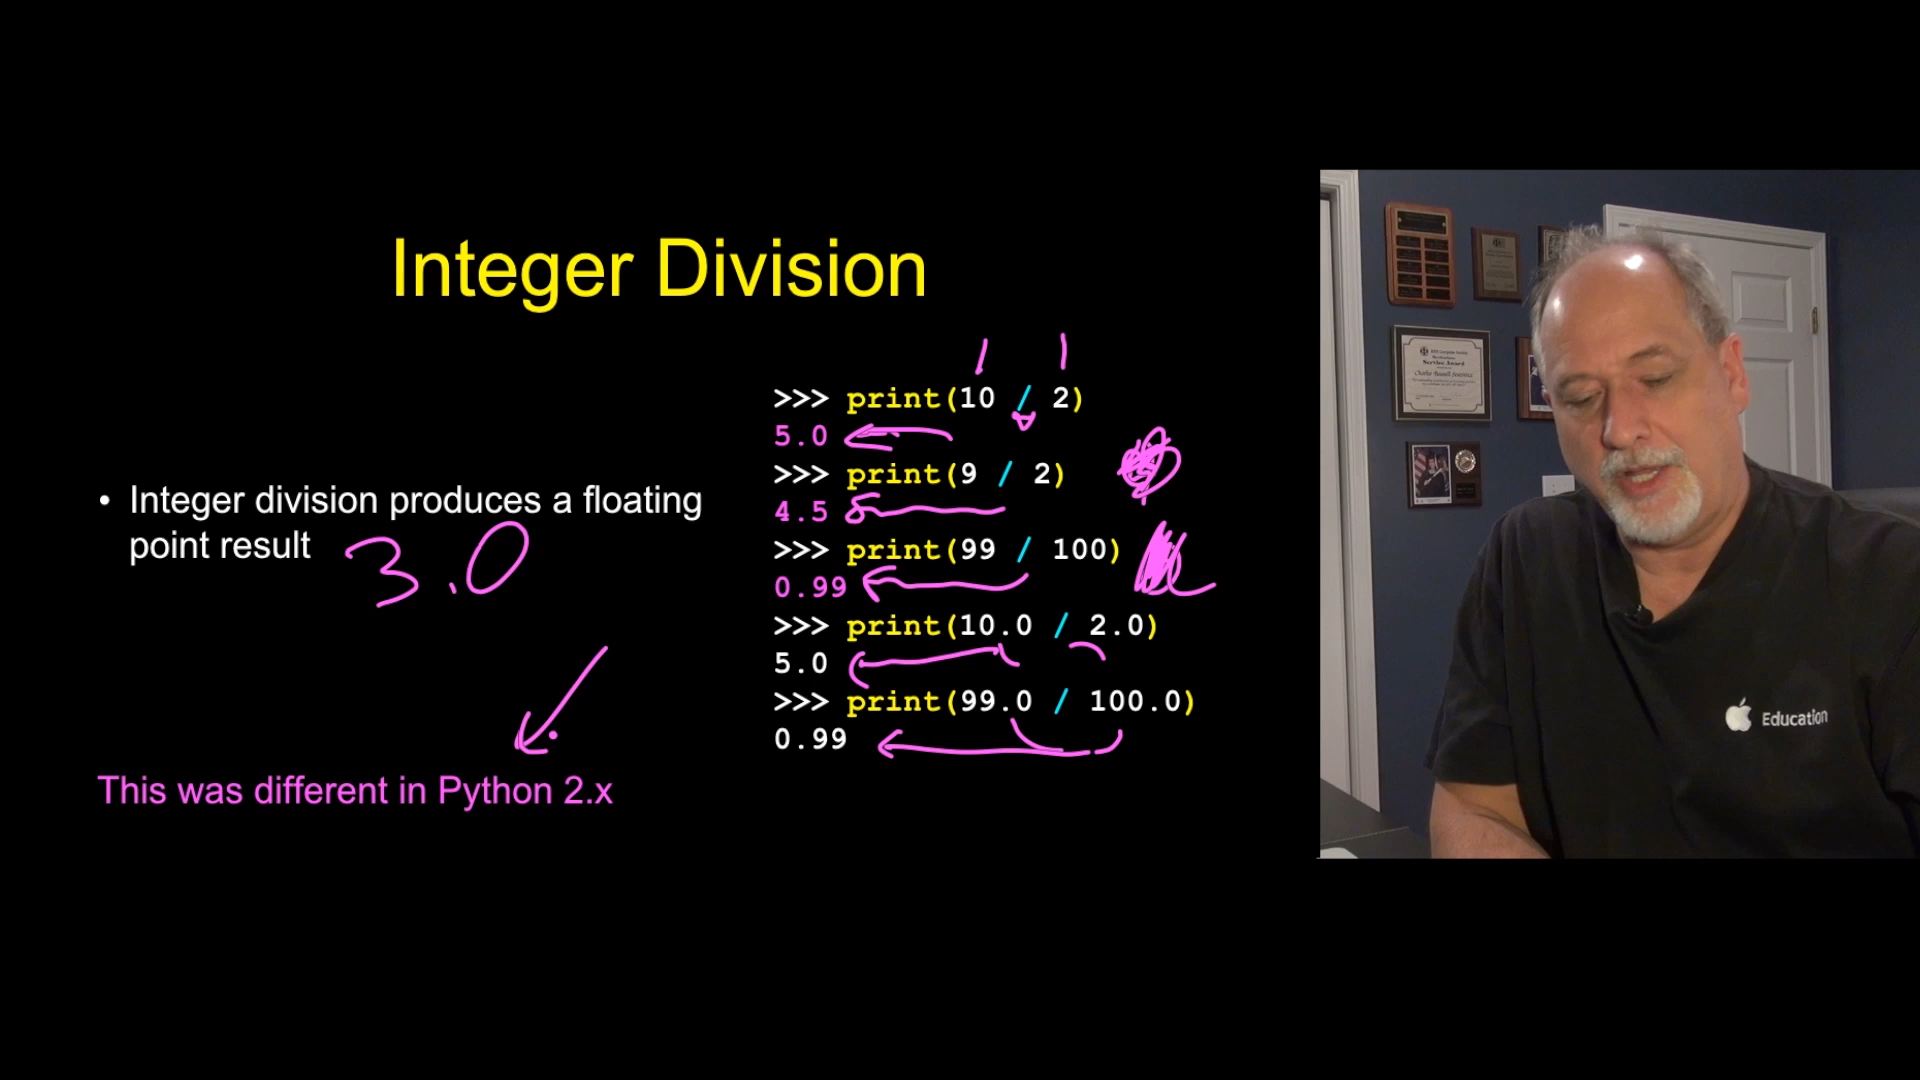 Integer Division
• Integer division produces a floating
point result
3.0
This was different in Python 2.x
>>> print(10 / 2)
5.0
>>> print(9 / 2)
4.5
>>> print(99 / 100)
0.99
>>> print(10.0 / 2.0)
5.0
>>> print(99.0 / 100.0)
0.99
Service Award
Education